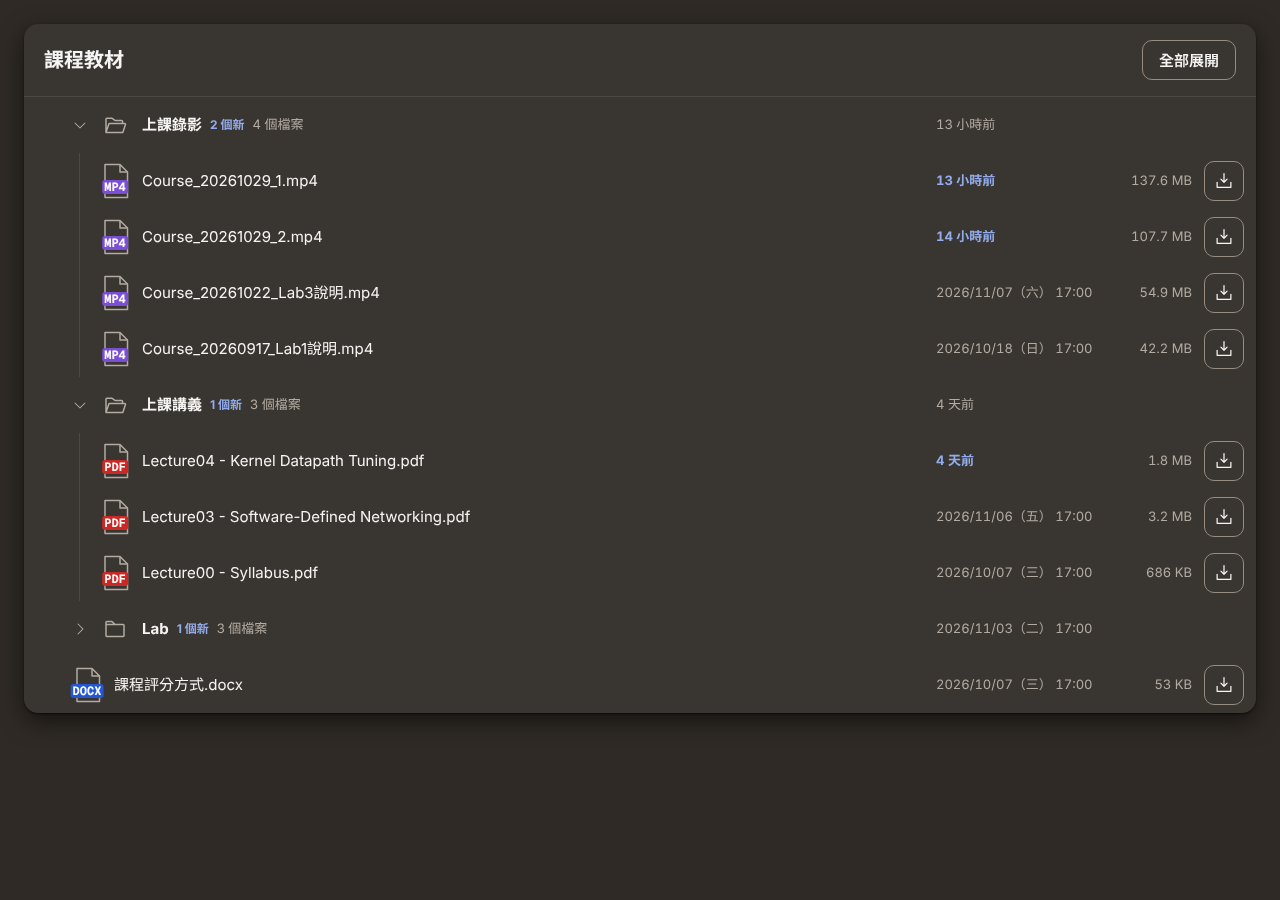 課程教材 全部展開
上課錄影 2 個新 4 個檔案 13 小時前
MP4 Course_20261029_1.mp4 13 小時前 137.6 MB
MP4 Course_20261029_2.mp4 14 小時前 107.7 MB
MP4 Course_20261022_Lab3說明.mp4 2026/11/07（六） 17:00 54.9 MB
MP4 Course_20260917_Lab1說明.mp4 2026/10/18（日） 17:00 42.2 MB
上課講義 1 個新 3 個檔案 4 天前
PDF Lecture04 - Kernel Datapath Tuning.pdf 4 天前 1.8 MB
PDF Lecture03 - Software-Defined Networking.pdf 2026/11/06（五） 17:00 3.2 MB
PDF Lecture00 - Syllabus.pdf 2026/10/07（三） 17:00 686 KB
Lab 1 個新 3 個檔案 2026/11/03（二） 17:00
DOCX 課程評分方式.docx 2026/10/07（三） 17:00 53 KB